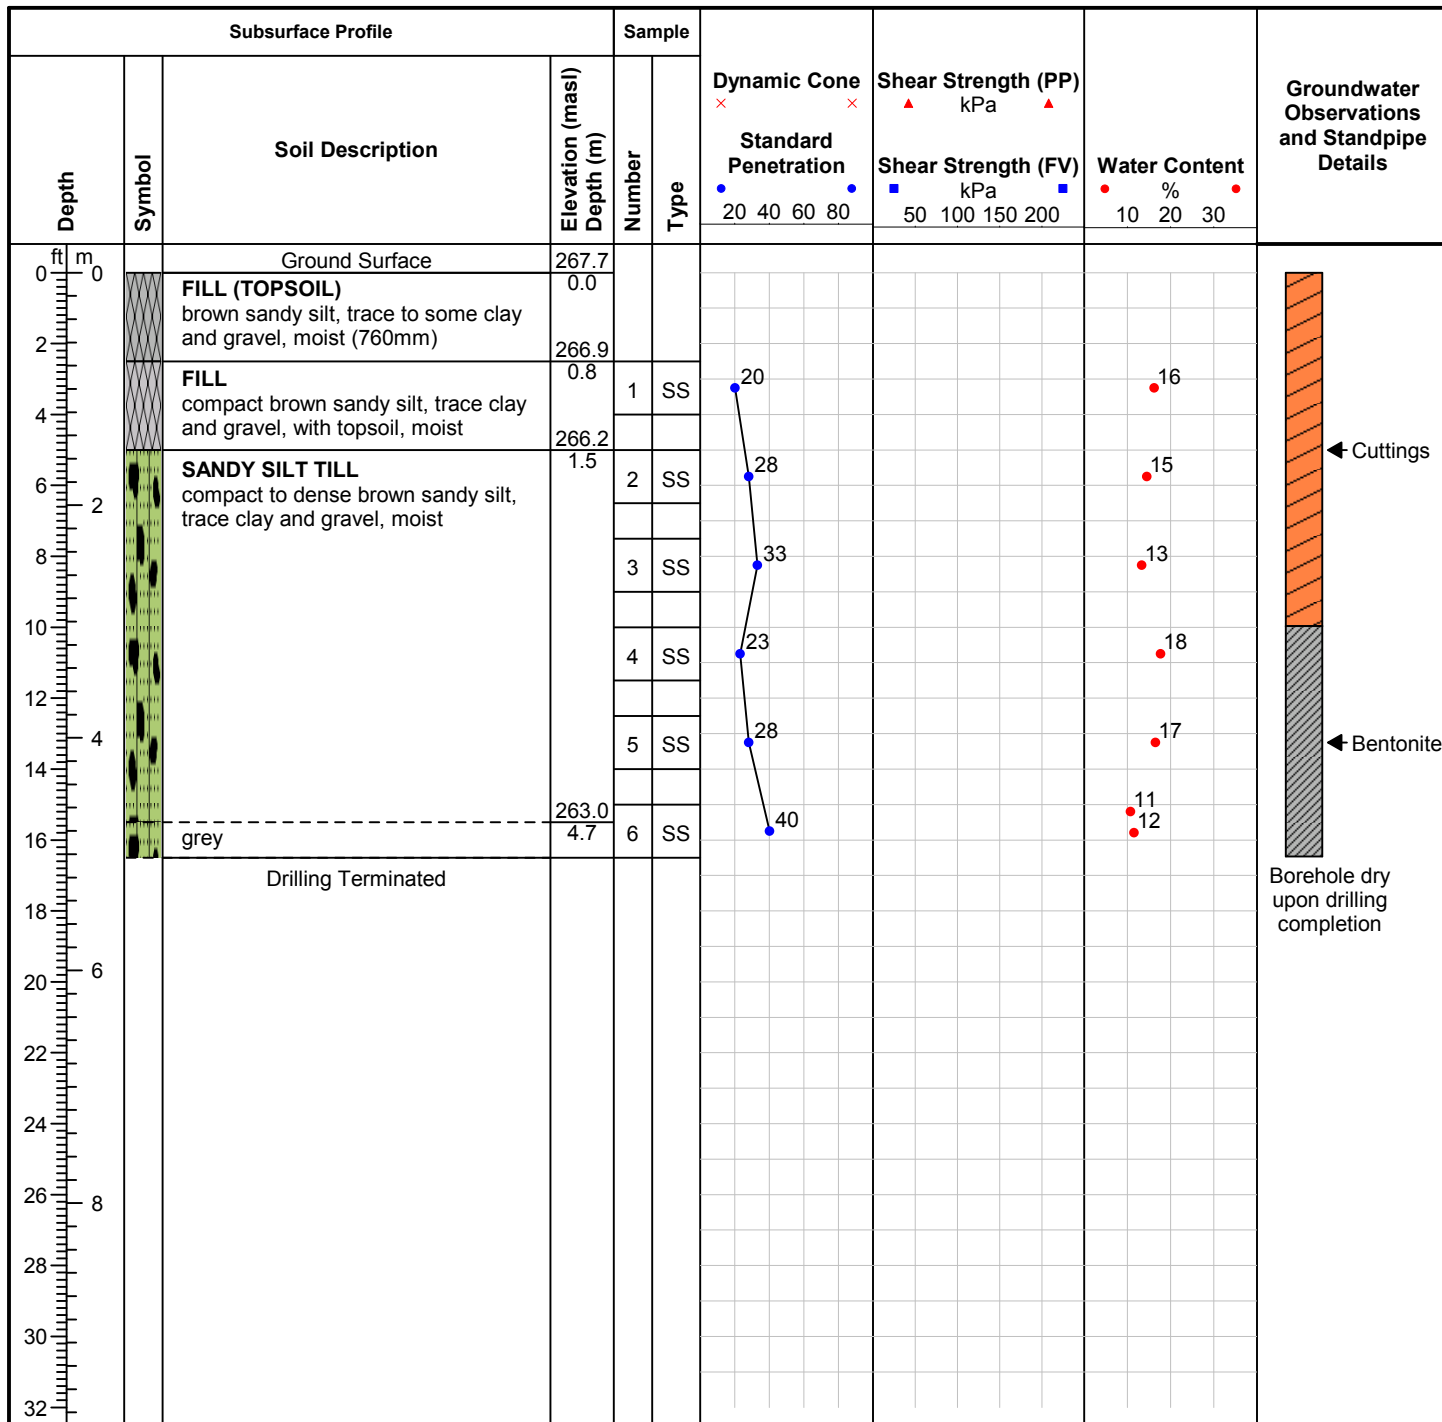 Subsurface Profile
Sample
Depth
Symbol
Soil Description
Elevation (masl)
Depth (m)
Number
Type
Dynamic Cone
Standard
Penetration
20 40 60 80
Shear Strength (PP)
kPa
Shear Strength (FV)
kPa
50 100 150 200
Water Content
%
10 20 30
Groundwater
Observations
and Standpipe
Details
ft m
Ground Surface
267.7
0 0
FILL (TOPSOIL)
brown sandy silt, trace to some clay
and gravel, moist (760mm)
0.0
266.9
2
FILL
compact brown sandy silt, trace clay
and gravel, with topsoil, moist
0.8
266.2
1 SS
20
16
4
SANDY SILT TILL
compact to dense brown sandy silt,
trace clay and gravel, moist
1.5
2 SS
28
15
Cuttings
6
2
8
3 SS
33
13
10
4 SS
23
18
12
4
5 SS
28
17
Bentonite
14
263.0
11
grey
4.7
6 SS
40
12
16
Drilling Terminated
Borehole dry
upon drilling
completion
18
6
20
22
24
26
8
28
30
32